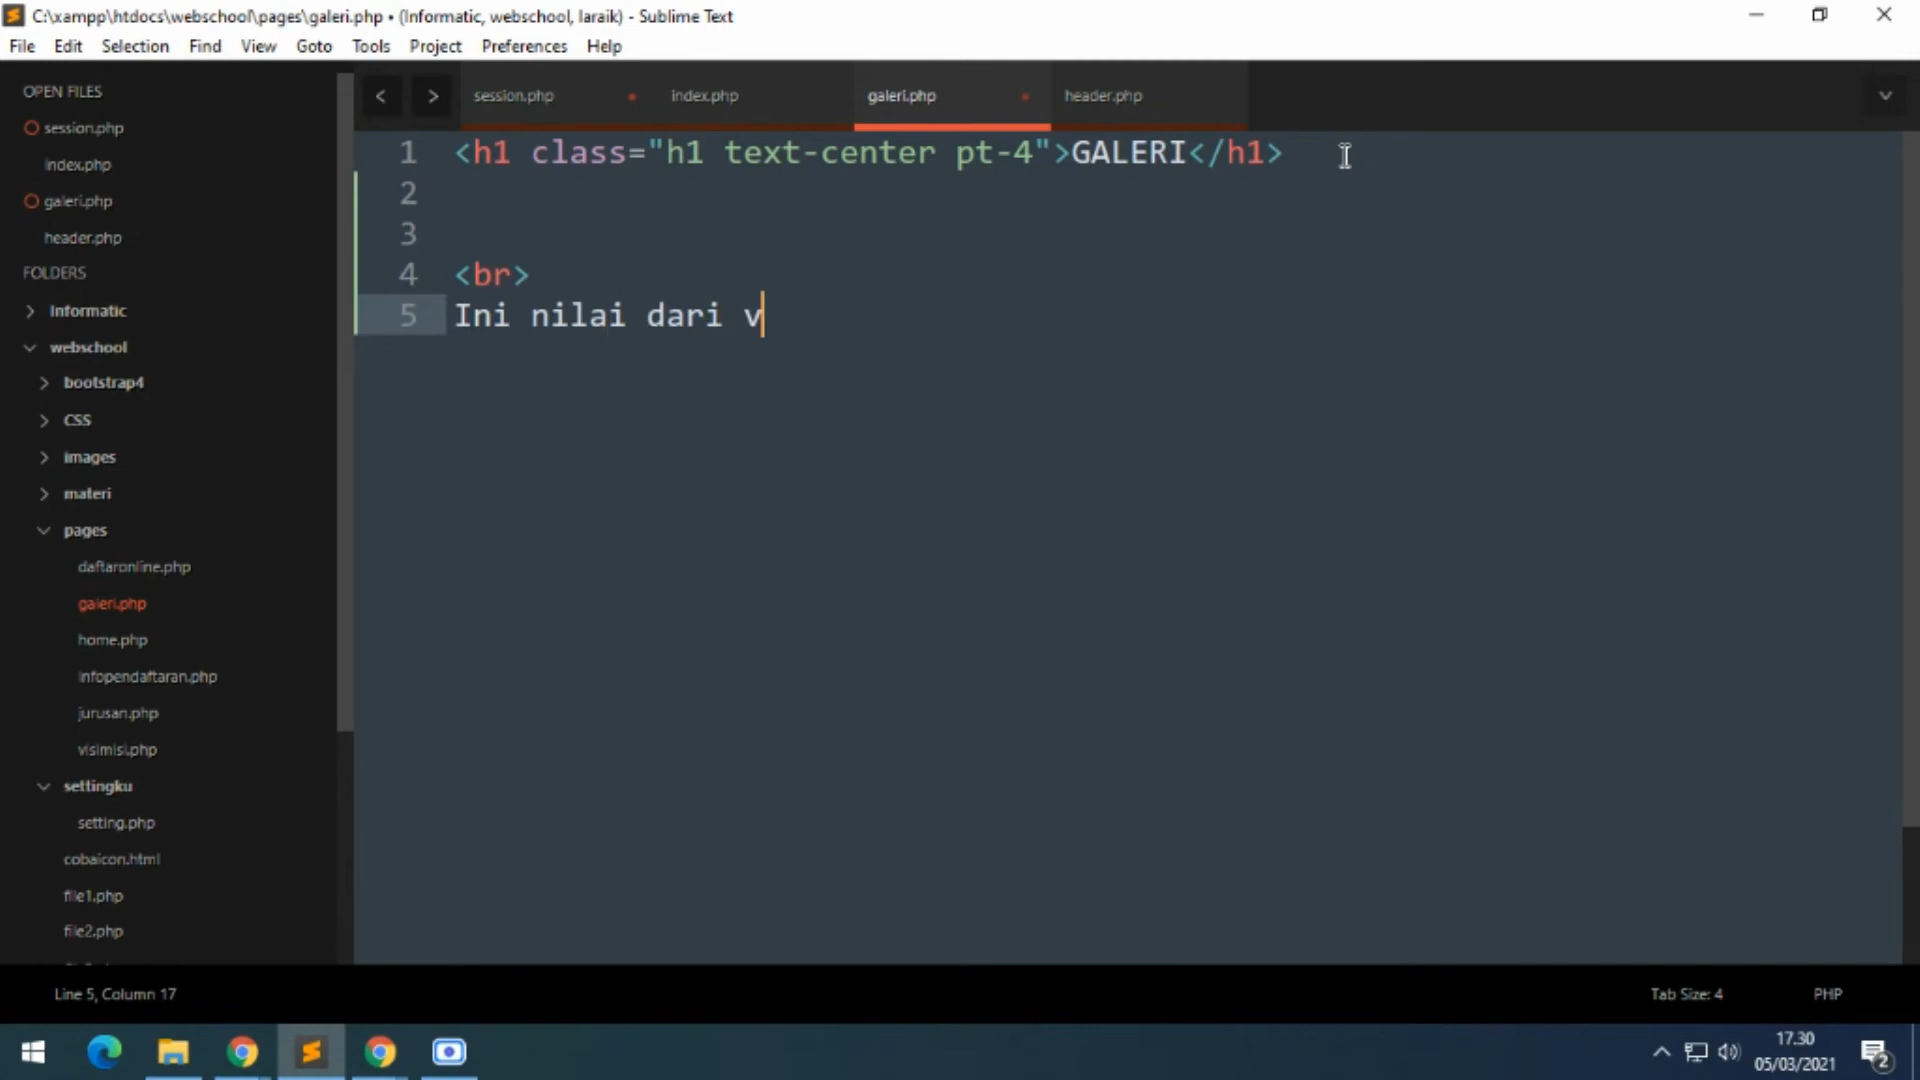 C:\xampp\htdocs\webschool\pages\galeri.php • (Informatic, webschool, laraik) - Sublime Text
File Edit Selection Find View Goto Tools Project Preferences Help
OPEN FILES
session.php
index.php
galeri.php
header.php
FOLDERS
Informatic
webschool
bootstrap4
CSS
images
materi
pages
daftaronline.php
galeri.php
home.php
infopendaftaran.php
jurusan.php
visimisi.php
settingku
setting.php
cobaicon.html
file1.php
file2.php
session.php index.php galeri.php header.php
1 <h1 class="h1 text-center pt-4">GALERI</h1>
2
3
4 <br>
5 Ini nilai dari v
Line 5, Column 17
Tab Size: 4 PHP
17.30
05/03/2021
2